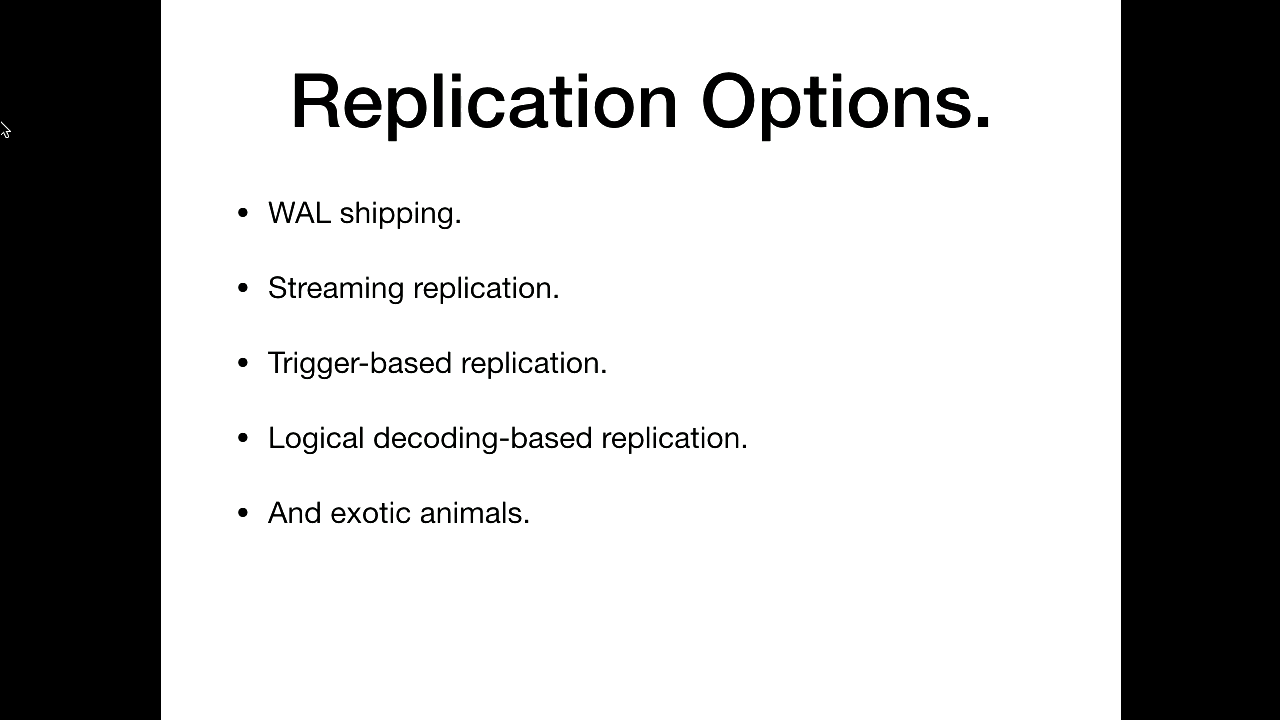 Replication Options.
• WAL shipping.
• Streaming replication.
• Trigger-based replication.
• Logical decoding-based replication.
• And exotic animals.